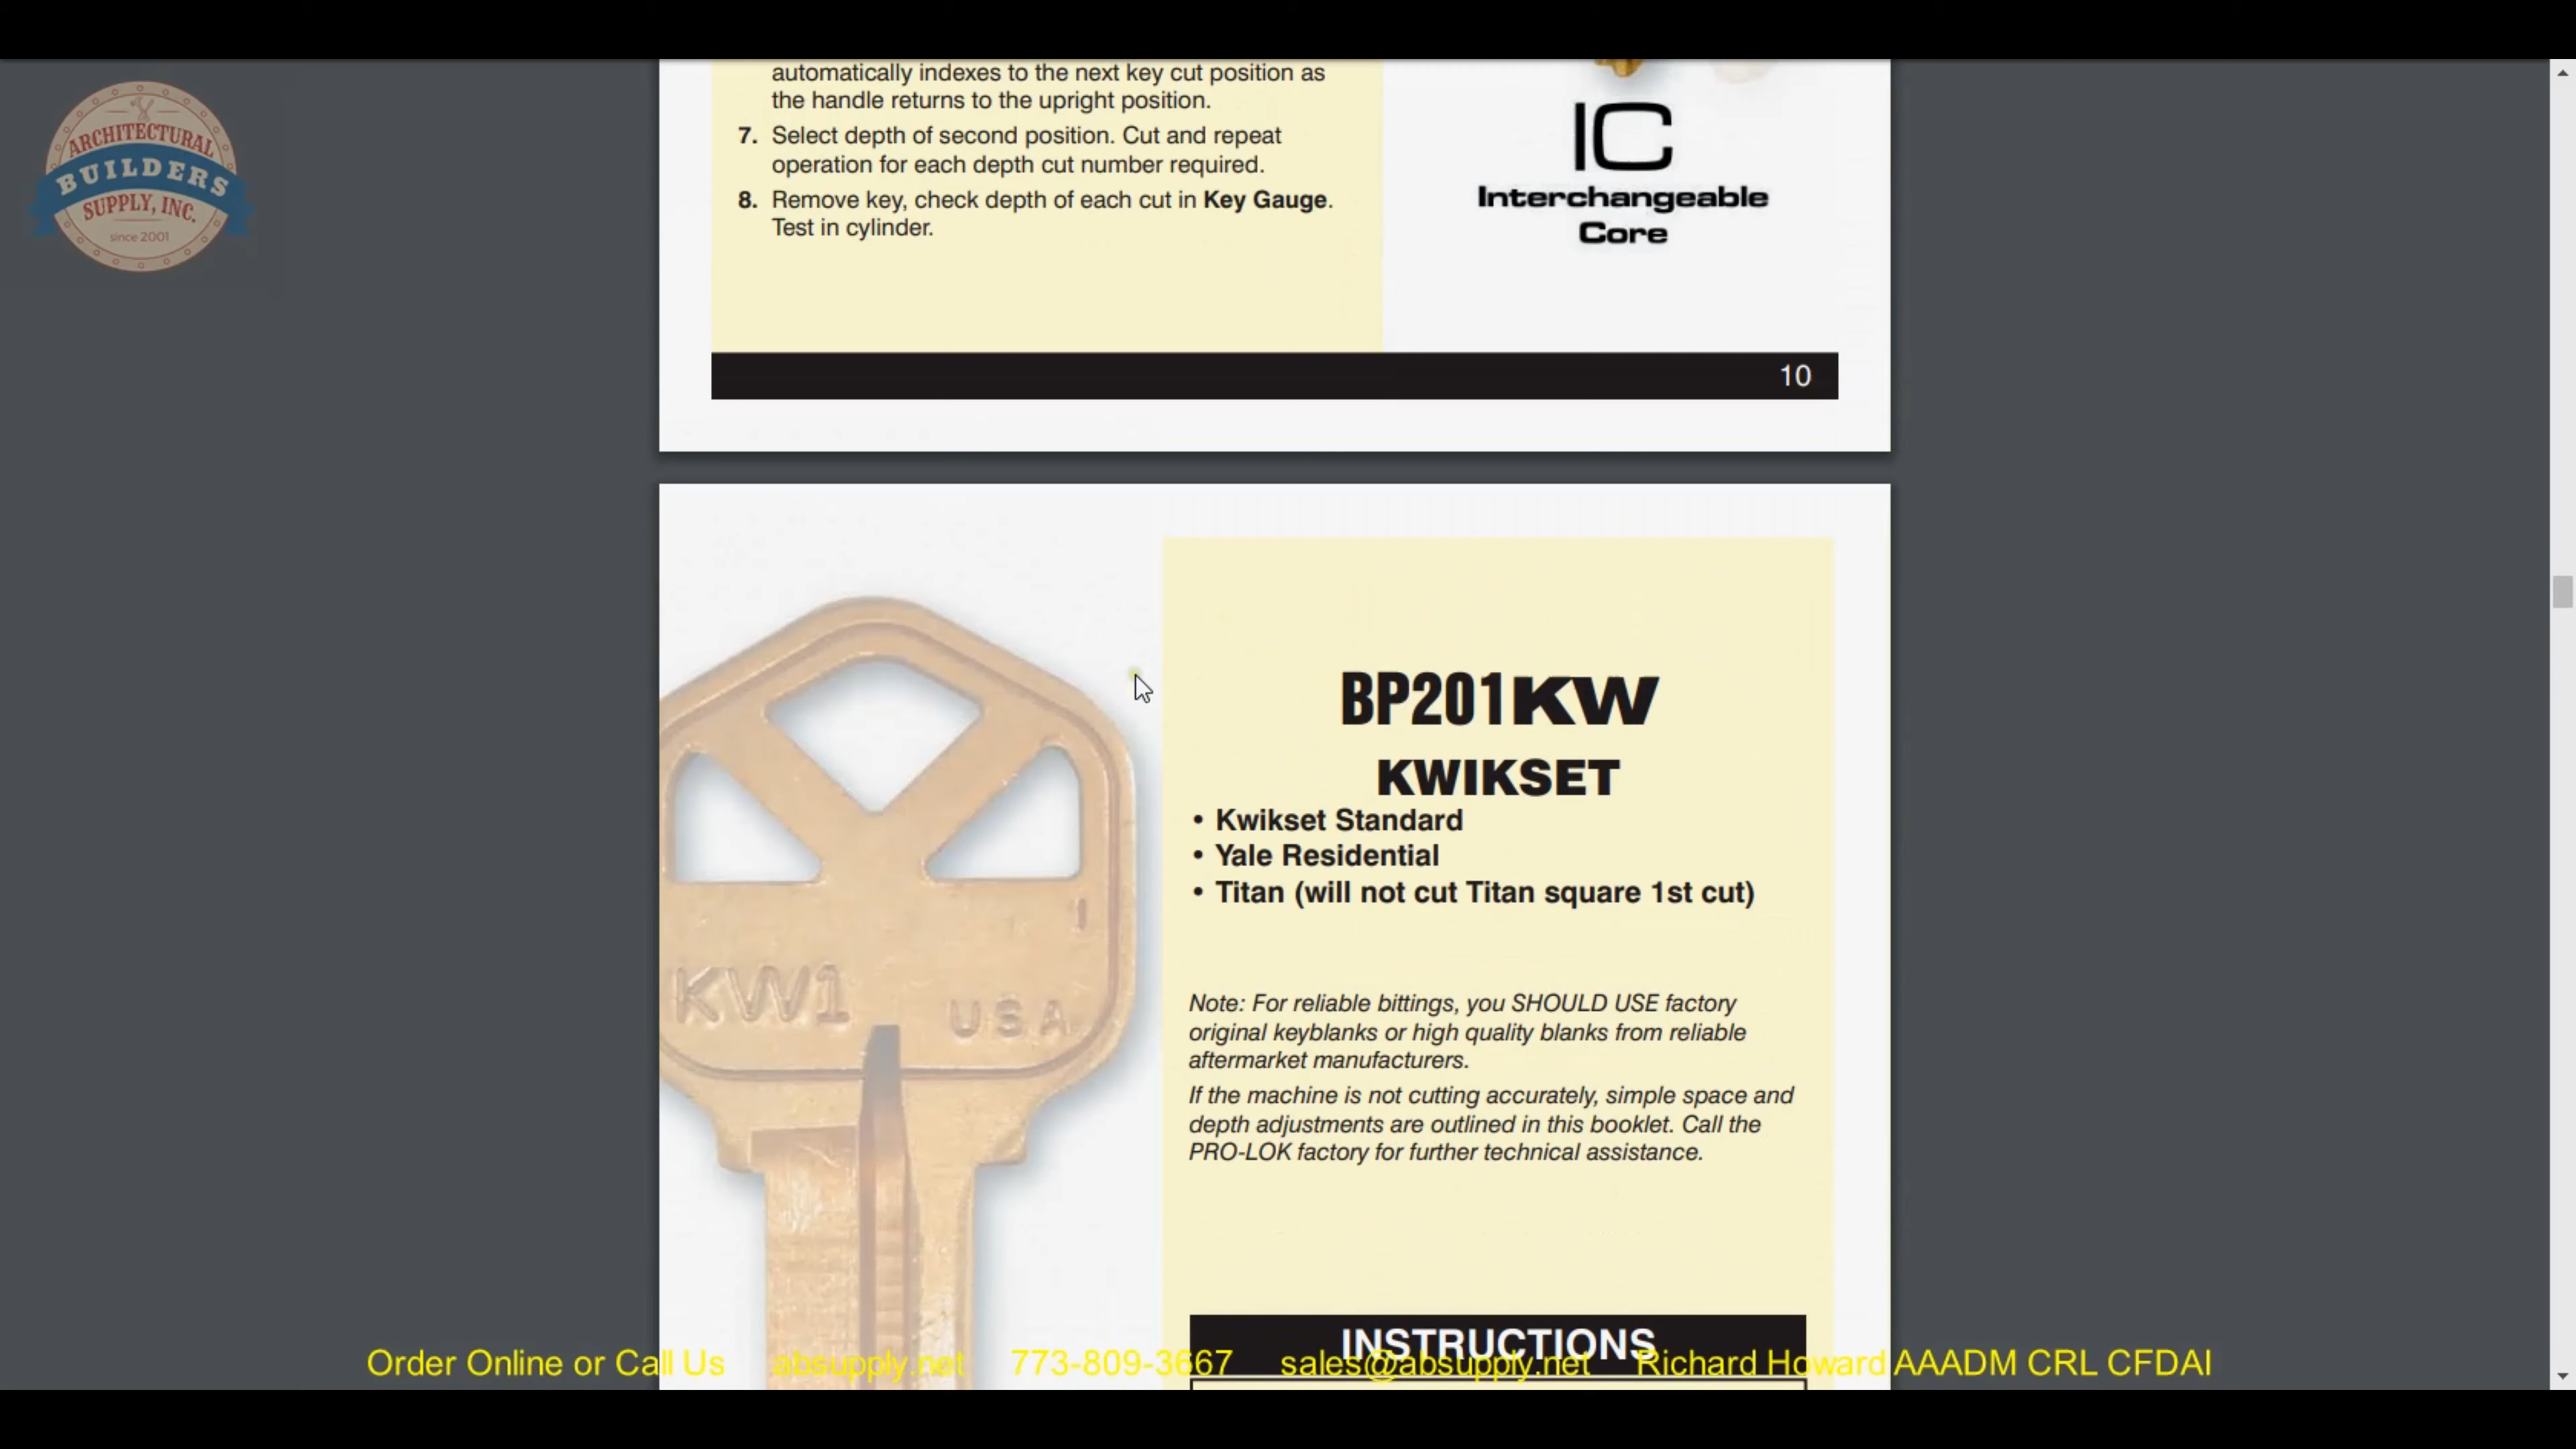 ARCHITECTURAL
BUILDERS
SUPPLY, INC.
since 2001
automatically indexes to the next key cut position as
the handle returns to the upright position.
7. Select depth of second position. Cut and repeat
operation for each depth cut number required.
8. Remove key, check depth of each cut in Key Gauge.
Test in cylinder.
IC
Interchangeable
Core
10
BP201KW
KWIKSET
• Kwikset Standard
• Yale Residential
• Titan (will not cut Titan square 1st cut)
Note: For reliable bittings, you SHOULD USE factory
original keyblanks or high quality blanks from reliable
aftermarket manufacturers.
If the machine is not cutting accurately, simple space and
depth adjustments are outlined in this booklet. Call the
PRO-LOK factory for further technical assistance.
1
KW1
USA
INSTRUCTIONS
Order Online or Call Us absupply.net 773-809-3667 sales@absupply.net Richard Howard AAADM CRL CFDAI